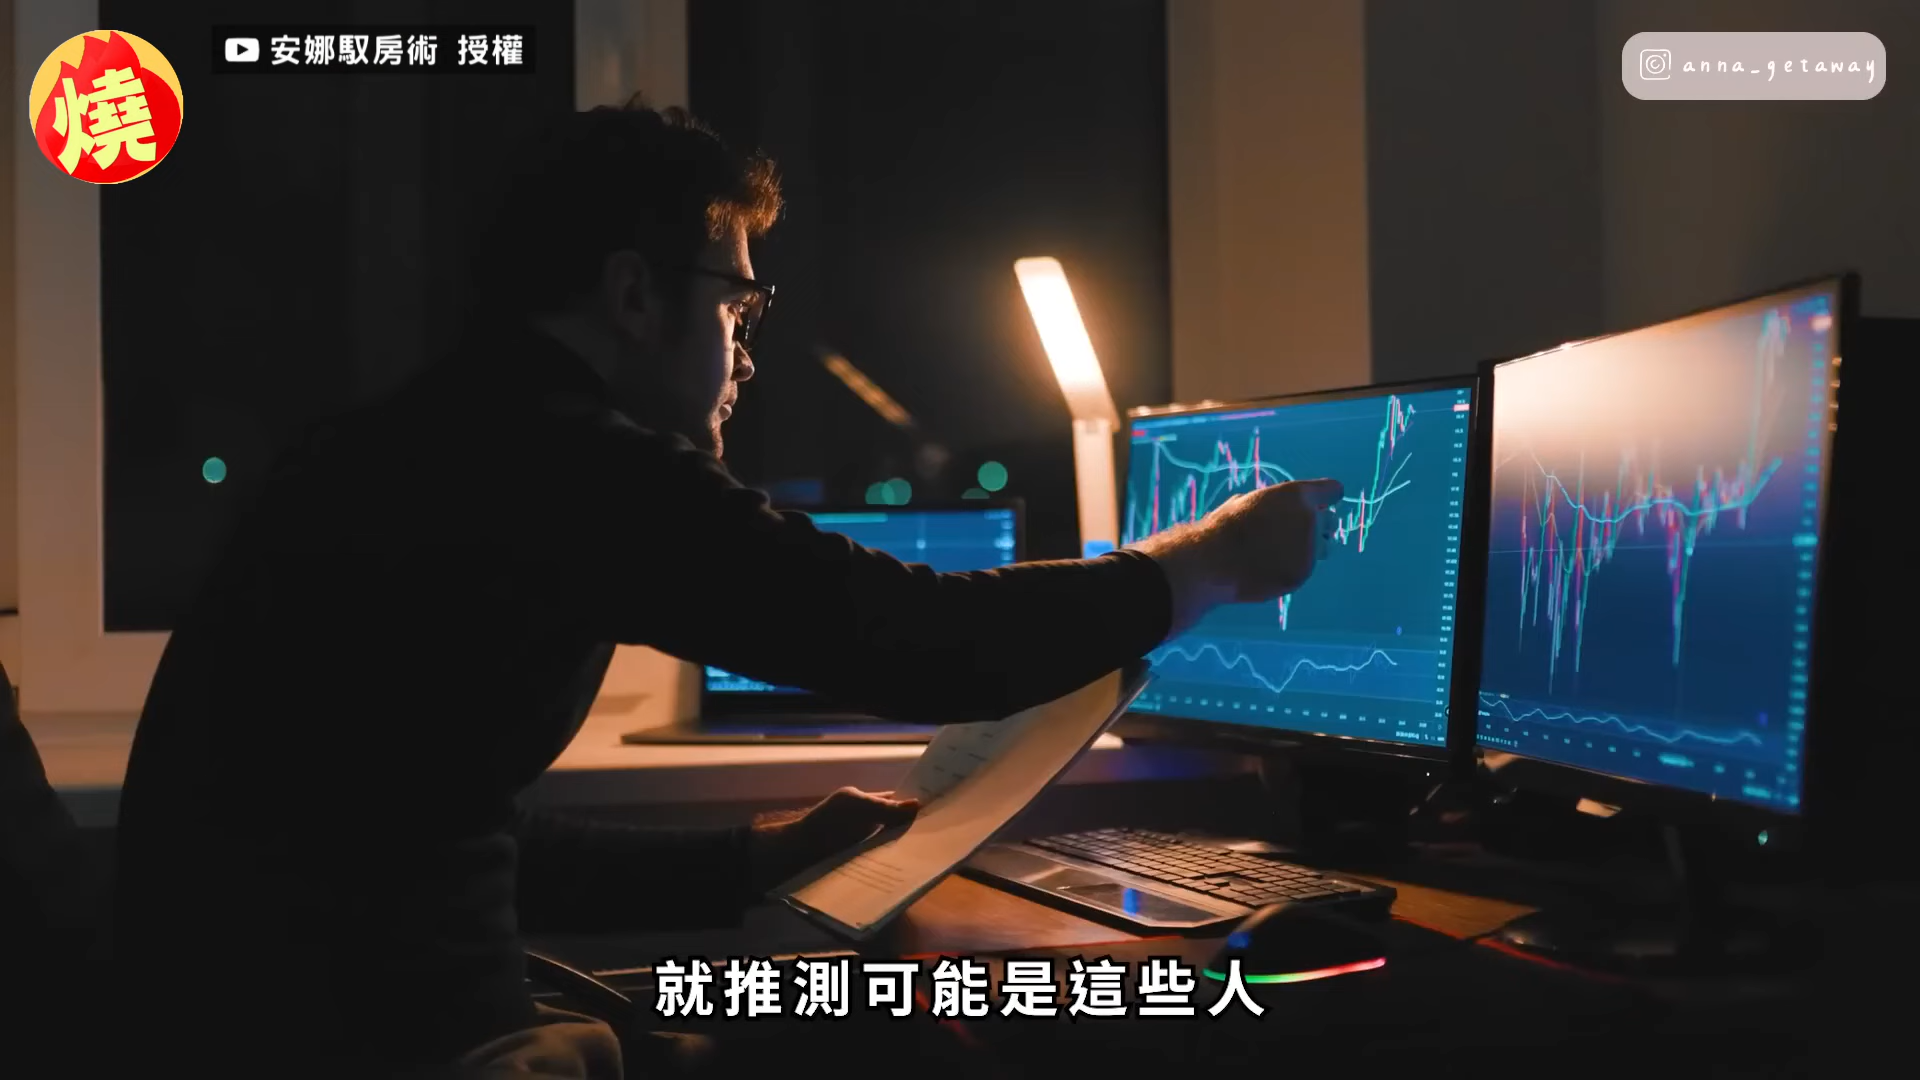 燒
安娜馭房術 授權
anna_getaway
就推測可能是這些人